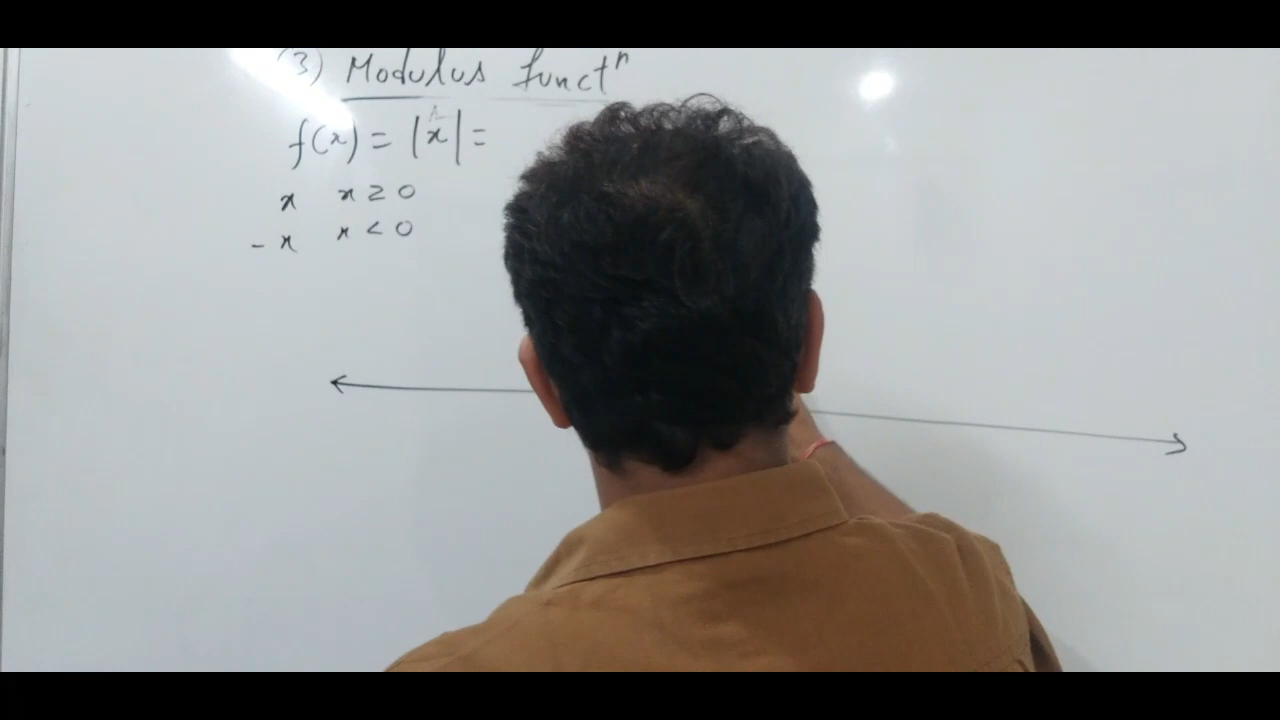 (3) Modulus functⁿ
f(x) = |x| =
x x ≥ 0
- x x < 0